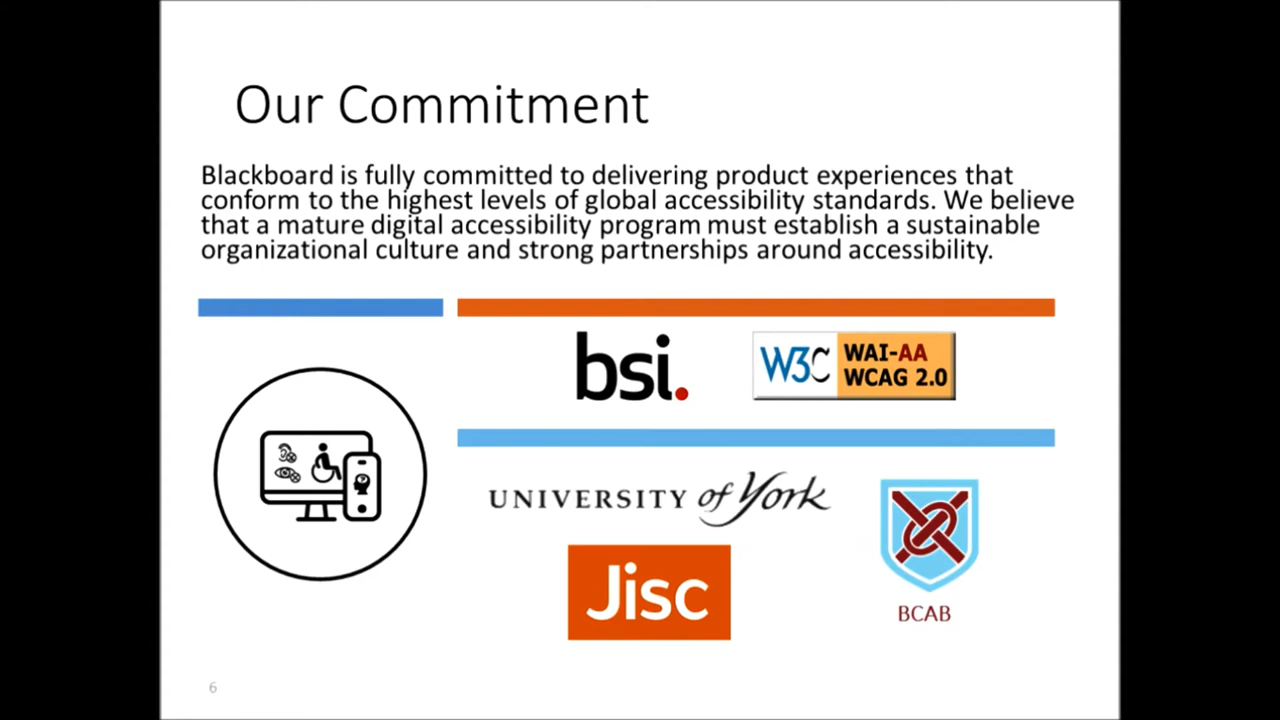 Our Commitment
Blackboard is fully committed to delivering product experiences that
conform to the highest levels of global accessibility standards. We believe
that a mature digital accessibility program must establish a sustainable
organizational culture and strong partnerships around accessibility.
bsi.
W3C WAI-AA
WCAG 2.0
UNIVERSITY of York
Jisc
BCAB
6